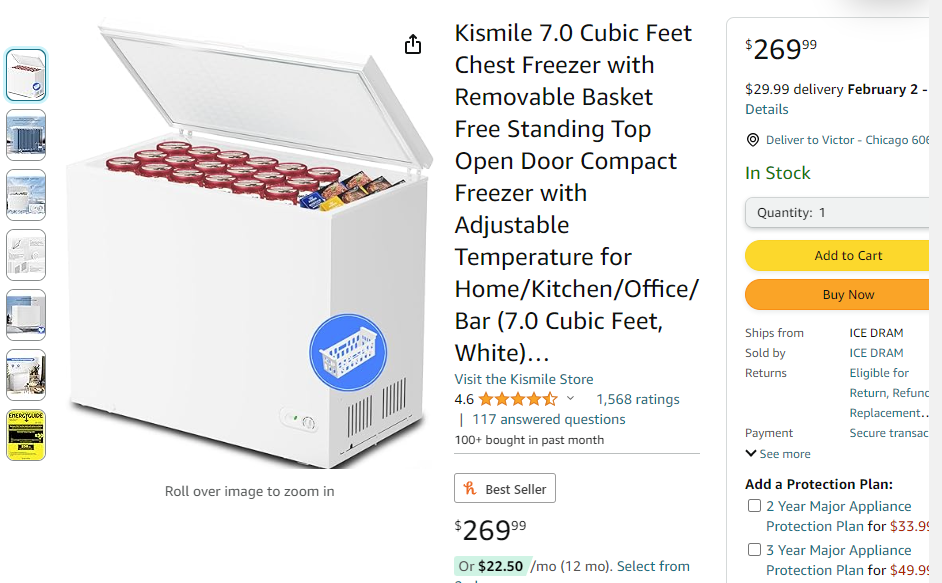 Kismile 7.0 Cubic Feet
Chest Freezer with
Removable Basket
Free Standing Top
Open Door Compact
Freezer with
Adjustable
Temperature for
Home/Kitchen/Office/
Bar (7.0 Cubic Feet,
White)...
Visit the Kismile Store
4.6 1,568 ratings
| 117 answered questions
100+ bought in past month
Best Seller
$269.99
Or $22.50 /mo (12 mo). Select from
ENERGYGUIDE
Roll over image to zoom in
$269.99
$29.99 delivery February 2 -
Details
Deliver to Victor - Chicago 606
In Stock
Quantity: 1
Add to Cart
Buy Now
Ships from ICE DRAM
Sold by ICE DRAM
Returns Eligible for
Return, Refund
Replacement..
Payment Secure transac
See more
Add a Protection Plan:
2 Year Major Appliance
Protection Plan for $33.99
3 Year Major Appliance
Protection Plan for $49.99